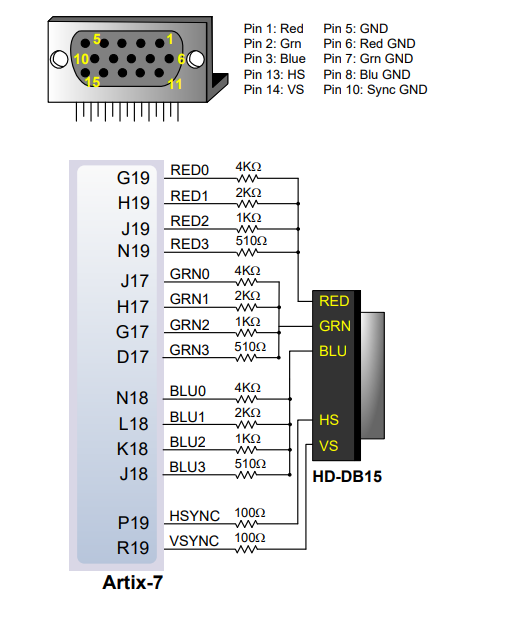 5 1
10 6
15 11
Pin 1: Red Pin 5: GND
Pin 2: Grn Pin 6: Red GND
Pin 3: Blue Pin 7: Grn GND
Pin 13: HS Pin 8: Blu GND
Pin 14: VS Pin 10: Sync GND
G19 RED0 4KΩ
H19 RED1 2KΩ
J19 RED2 1KΩ
N19 RED3 510Ω
J17 GRN0 4KΩ
H17 GRN1 2KΩ
G17 GRN2 1KΩ
D17 GRN3 510Ω
N18 BLU0 4KΩ
L18 BLU1 2KΩ
K18 BLU2 1KΩ
J18 BLU3 510Ω
P19 HSYNC 100Ω
R19 VSYNC 100Ω
RED
GRN
BLU
HS
VS
HD-DB15
Artix-7